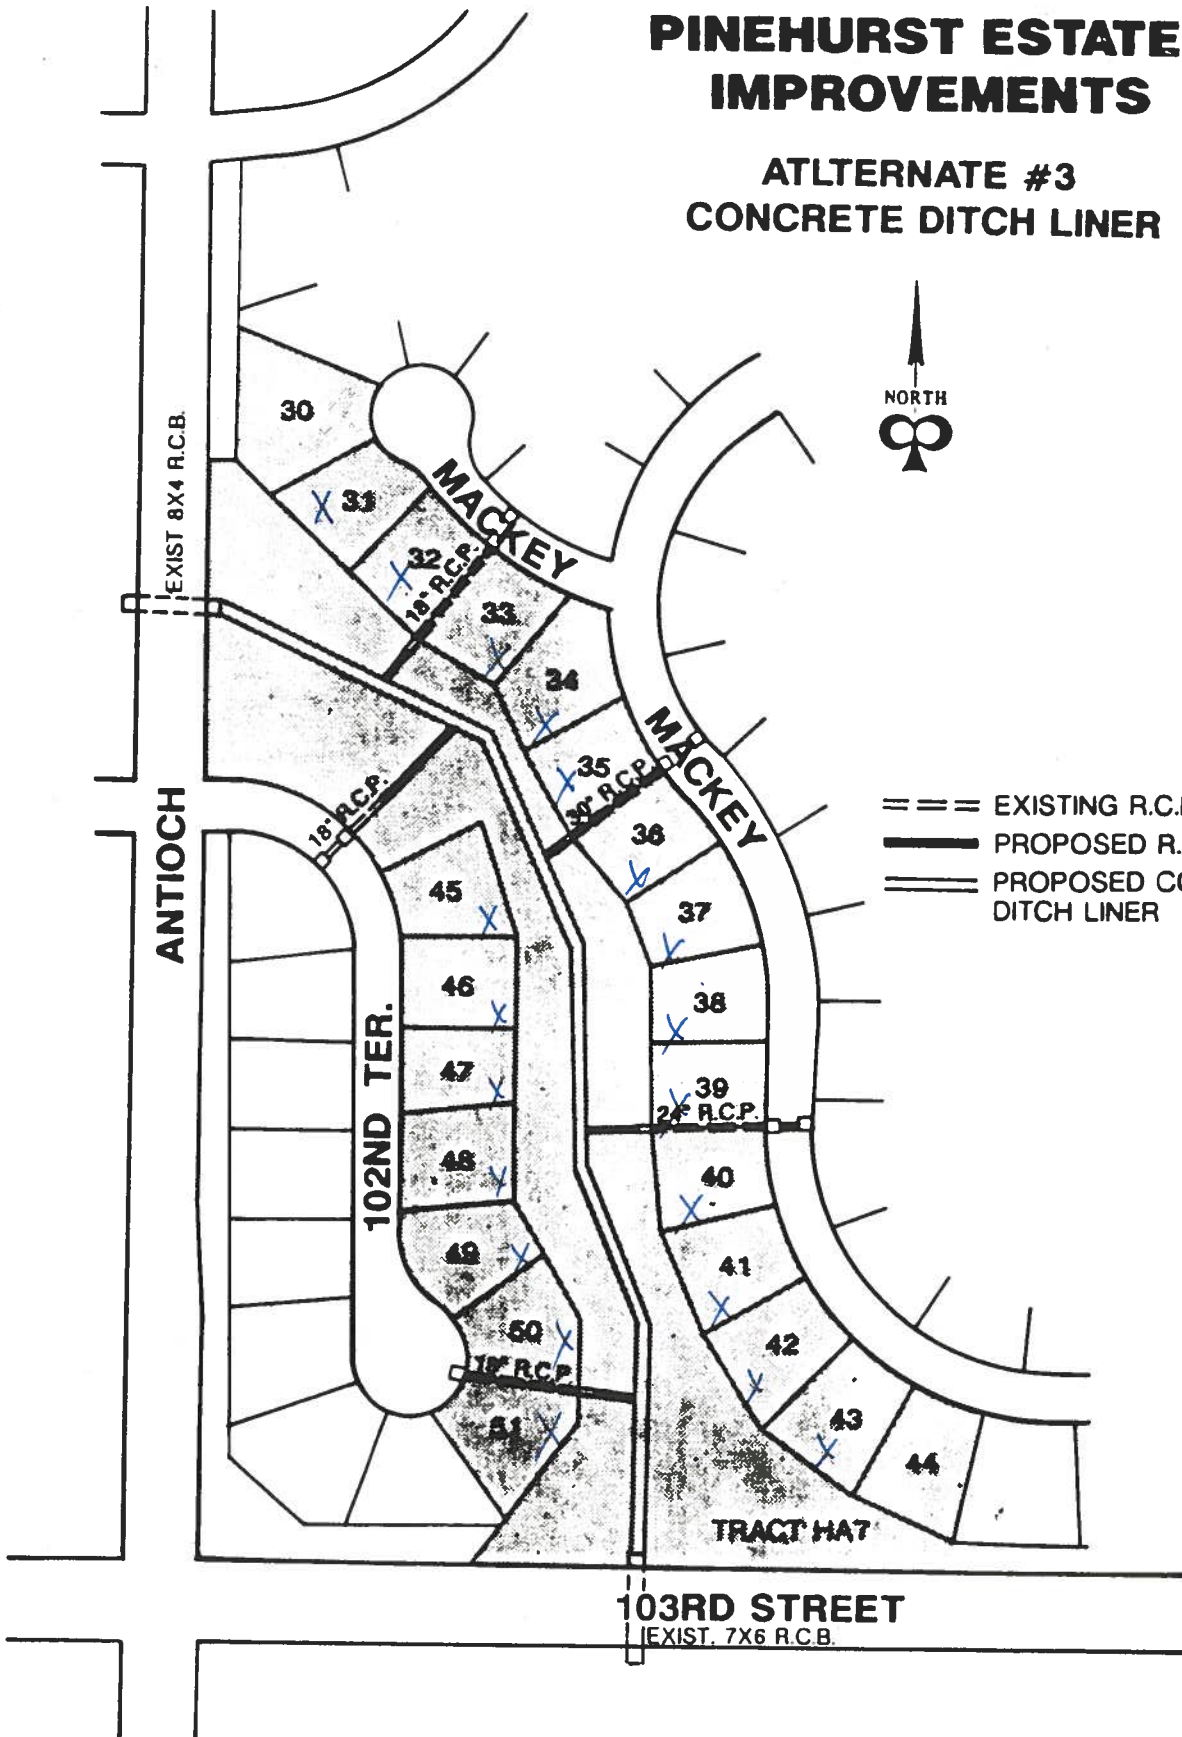 PINEHURST ESTATE
IMPROVEMENTS
ATLTERNATE #3
CONCRETE DITCH LINER
NORTH
30
EXIST 8X4 R.C.B.
MACKEY
X 31
X 32
18" R.C.P.
33
X
34
X
MACKEY
X 35
30" R.C.P.
18" R.C.P.
=== EXISTING R.C.
PROPOSED R.
PROPOSED CO
DITCH LINER
ANTIOCH
36
X
45
X
37
X
46
X
38
X
102ND TER.
47
X
39
X
24" R.C.P.
48
X
40
X
49
X
41
X
50
X
42
X
18" R.C.P.
51
X
43
X
44
TRACT HA7
103RD STREET
EXIST. 7X6 R.C.B.